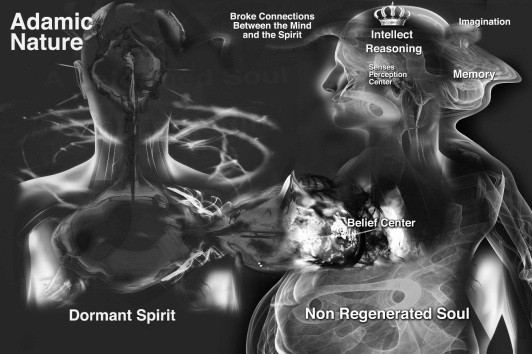 Adamic
Nature
Broke Connections
Between the Mind
and the Spirit
Intellect
Reasoning
Senses
Perception
Center
Imagination
Memory
Belief Center
Dormant Spirit
Non Regenerated Soul